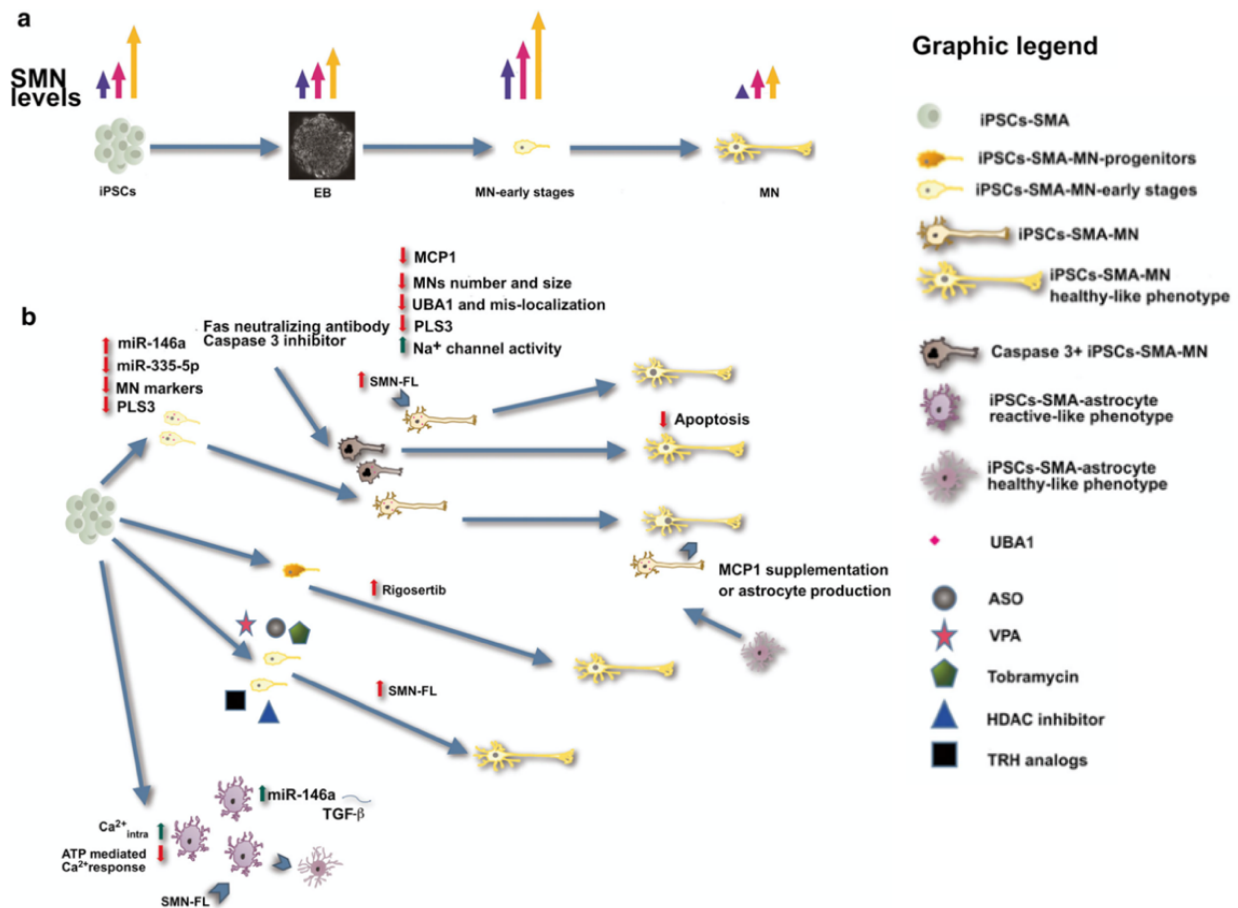 a
SMN
levels
iPSCs
EB
MN-early stages
MN
b
miR-146a
miR-335-5p
MN markers
PLS3
Fas neutralizing antibody
Caspase 3 inhibitor
MCP1
MNs number and size
UBA1 and mis-localization
PLS3
Na⁺ channel activity
SMN-FL
Apoptosis
MCP1 supplementation
or astrocyte production
Rigosertib
SMN-FL
miR-146a
TGF-β
Ca²⁺ intra
ATP mediated
Ca²⁺response
SMN-FL
Graphic legend
iPSCs-SMA
iPSCs-SMA-MN-progenitors
iPSCs-SMA-MN-early stages
iPSCs-SMA-MN
iPSCs-SMA-MN
healthy-like phenotype
Caspase 3+ iPSCs-SMA-MN
iPSCs-SMA-astrocyte
reactive-like phenotype
iPSCs-SMA-astrocyte
healthy-like phenotype
UBA1
ASO
VPA
Tobramycin
HDAC inhibitor
TRH analogs